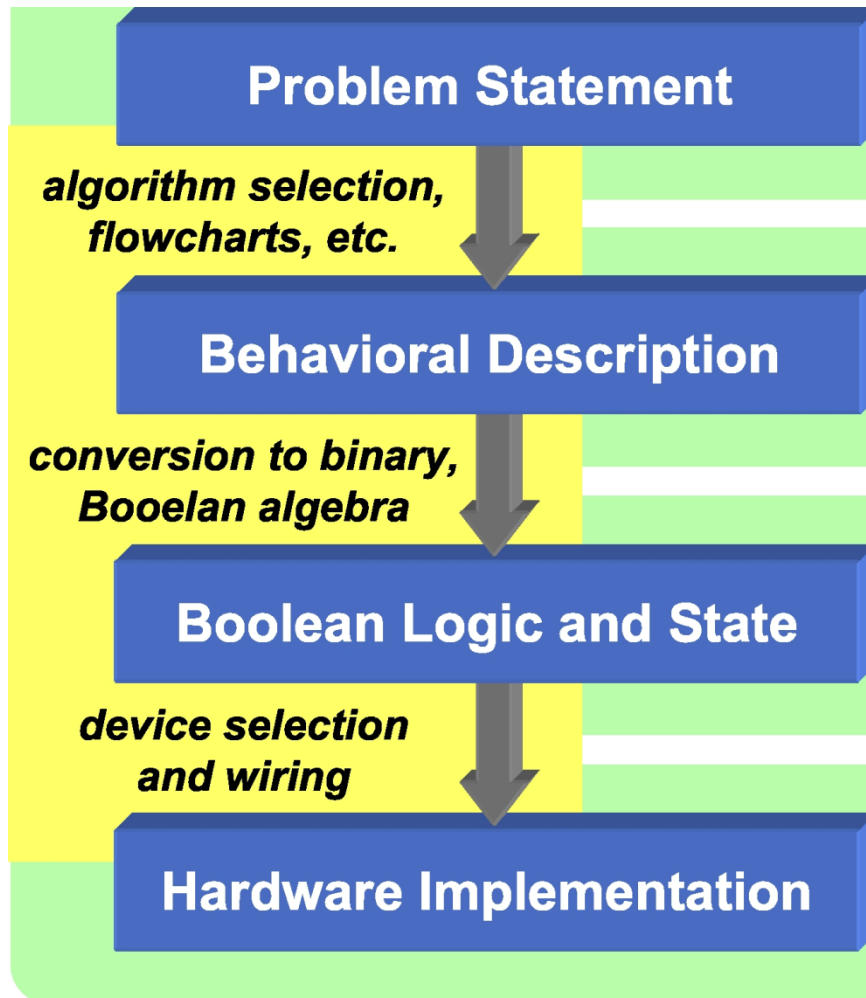 Problem Statement
algorithm selection,
flowcharts, etc.
Behavioral Description
conversion to binary,
Booelan algebra
Boolean Logic and State
device selection
and wiring
Hardware Implementation